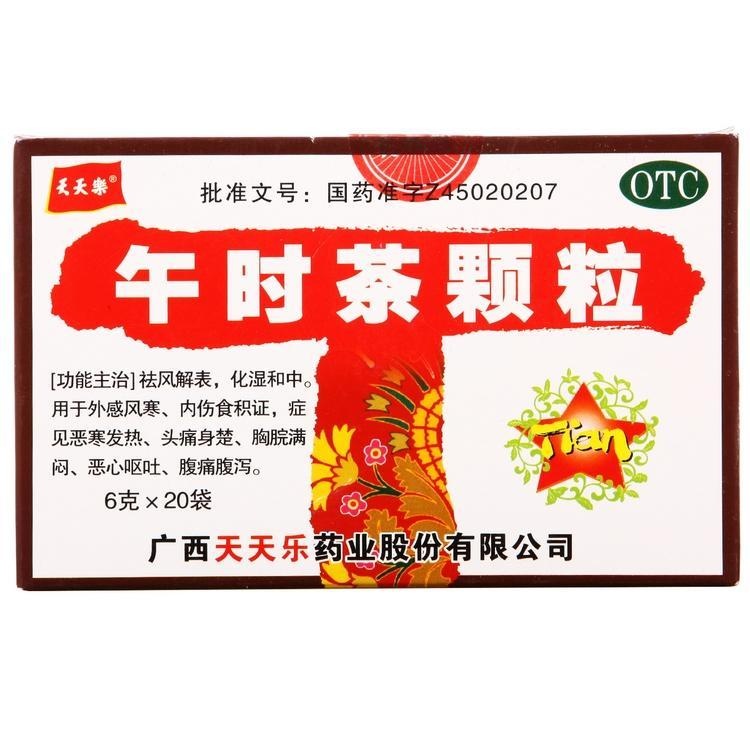 天天樂®
批准文号：国药准字Z45020207
OTC
午时茶颗粒
[功能主治]祛风解表，化湿和中。
用于外感风寒、内伤食积证，症
见恶寒发热、头痛身楚、胸脘满
闷、恶心呕吐、腹痛腹泻。
6克×20袋
Tian
广西天天乐药业股份有限公司